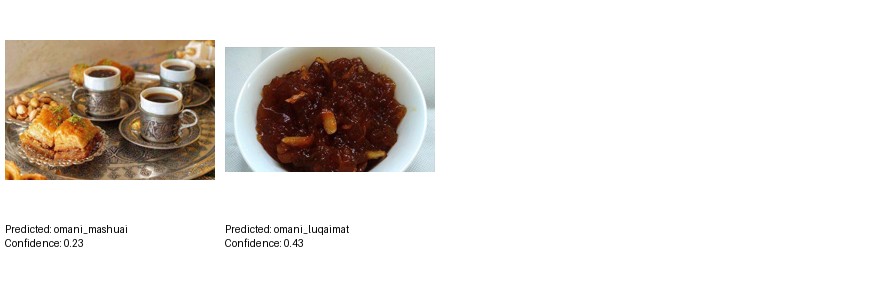 Predicted: omani_mashuai
Confidence: 0.23
Predicted: omani_luqaimat
Confidence: 0.43